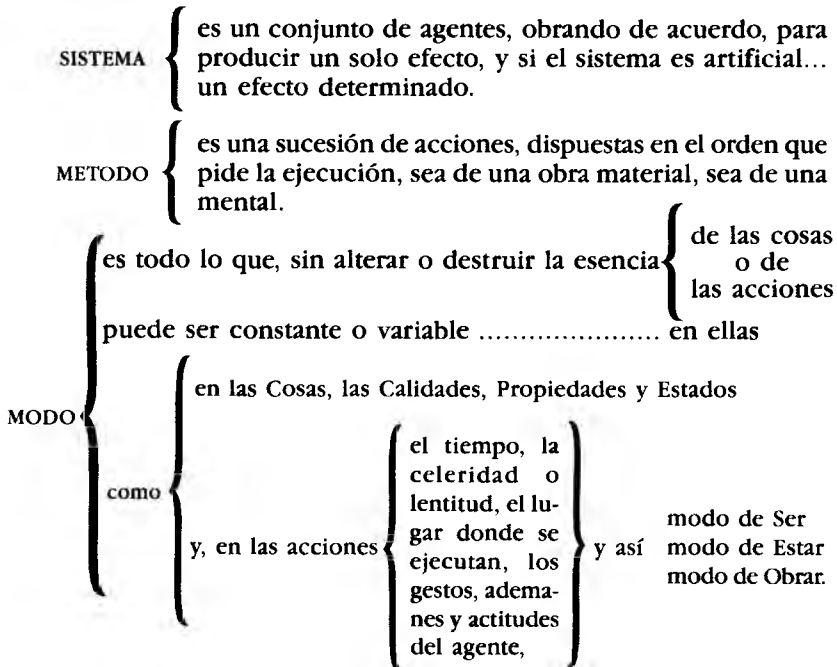 SISTEMA
es un conjunto de agentes, obrando de acuerdo, para
producir un solo efecto, y si el sistema es artificial...
un efecto determinado.
METODO
es una sucesión de acciones, dispuestas en el orden que
pide la ejecución, sea de una obra material, sea de una
mental.
MODO
es todo lo que, sin alterar o destruir la esencia
de las cosas
o de
las acciones
puede ser constante o variable ...................... en ellas
como
en las Cosas, las Calidades, Propiedades y Estados
y, en las acciones
el tiempo, la
celeridad o
lentitud, el lu-
gar donde se
ejecutan, los
gestos, adema-
nes y actitudes
del agente,
y así
modo de Ser
modo de Estar
modo de Obrar.